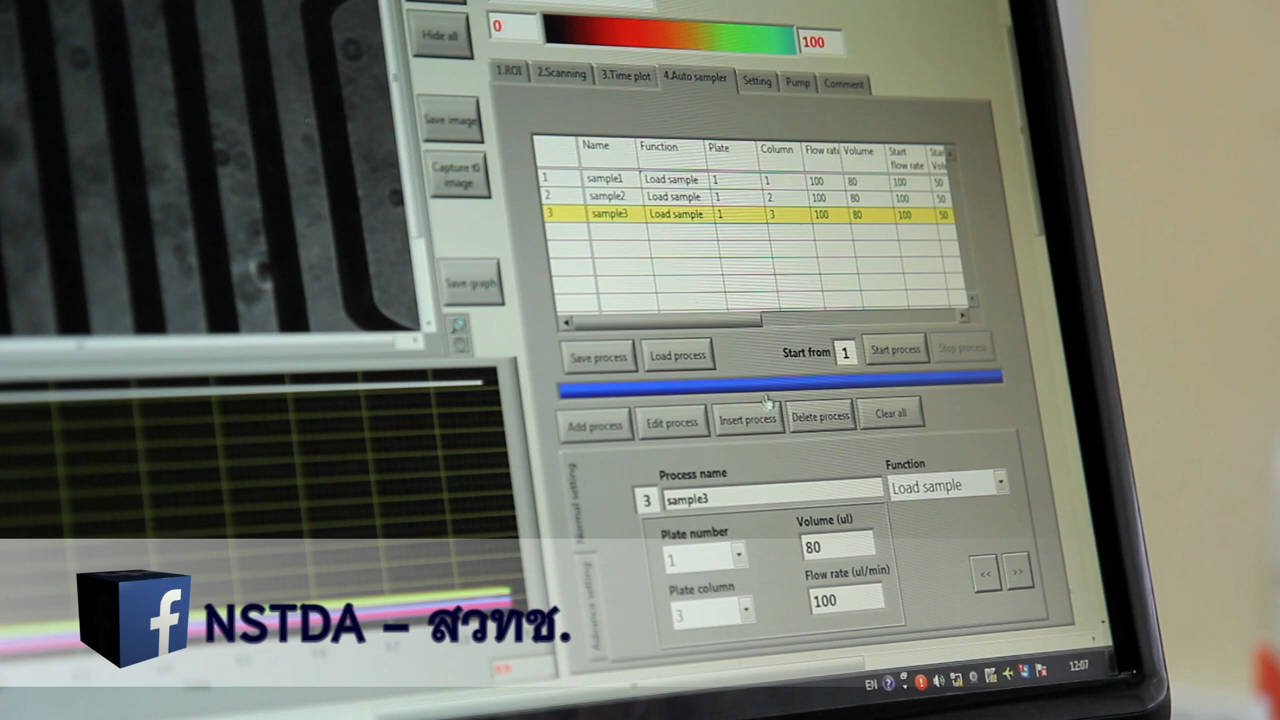 Hide all
Save image
Capture t0 image
Save graph
0 100
1.ROI 2.Scanning 3.Time plot 4.Auto sampler Setting Pump Comment
Name Function Plate Column Flow rate Volume Start flow rate
1 sample1 Load sample 1 1 100 80 100 50
2 sample2 Load sample 1 2 100 80 100 50
3 sample3 Load sample 1 3 100 80 100 50
Save process Load process Start from 1 Start process Stop process
Add process Edit process Insert process Delete process Clear all
Normal setting
Advance setting
Process name Function
3 sample3 Load sample
Plate number Volume (ul)
1 80
Plate column Flow rate (ul/min)
3 100
<< >>
f NSTDA – สวทช.
EN 12:07